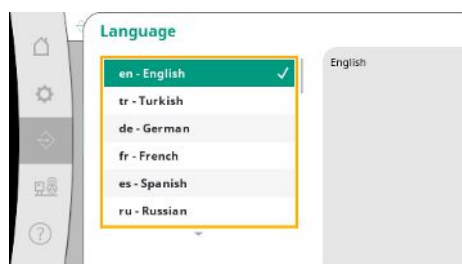 Language
en - English
English
tr - Turkish
de - German
fr - French
es - Spanish
ru - Russian